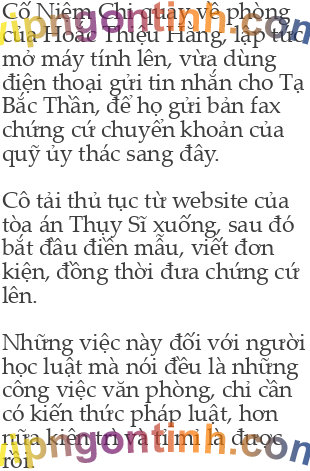 Cố Niệm Chi quay về phòng
của Hoắc Thiệu Hằng, lập tức
mở máy tính lên, vừa dùng
điện thoại gửi tin nhắn cho Tạ
Bắc Thần, để họ gửi bản fax
chứng cứ chuyển khoản của
quỹ ủy thác sang đây.
Cô tải thủ tục từ website của
tòa án Thụy Sĩ xuống, sau đó
bắt đầu điền mẫu, viết đơn
kiện, đồng thời đưa chứng cứ
lên.
Những việc này đối với người
học luật mà nói đều là những
công việc văn phòng, chỉ cần
có kiến thức pháp luật, hơn
nữa kiên trì và tỉ mỉ là được
rồi.
vipngontinh.com
vipngontinh.com